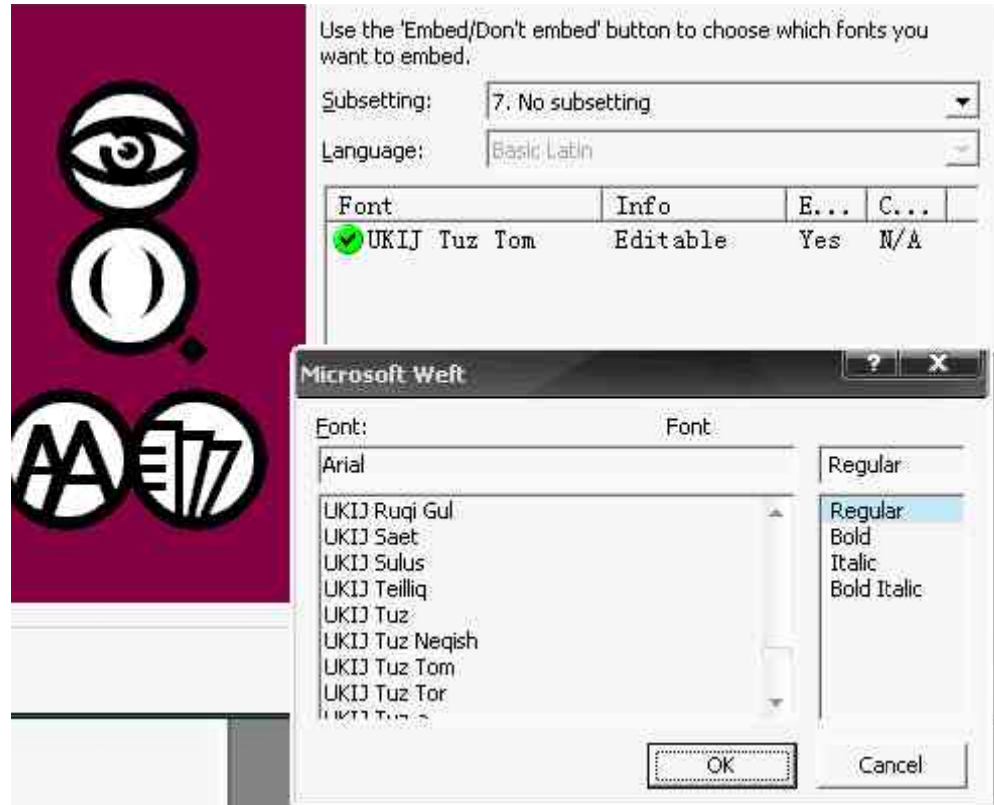 Use the 'Embed/Don't embed' button to choose which fonts you
want to embed.
Subsetting: 7. No subsetting
Language: Basic Latin
Font Info E... C...
UKIJ Tuz Tom Editable Yes N/A
Microsoft Weft ? X
Font: Font
Arial Regular
UKIJ Ruqi Gul Regular
UKIJ Saet Bold
UKIJ Sulus Italic
UKIJ Teilliq Bold Italic
UKIJ Tuz
UKIJ Tuz Neqish
UKIJ Tuz Tom
UKIJ Tuz Tor
OK Cancel